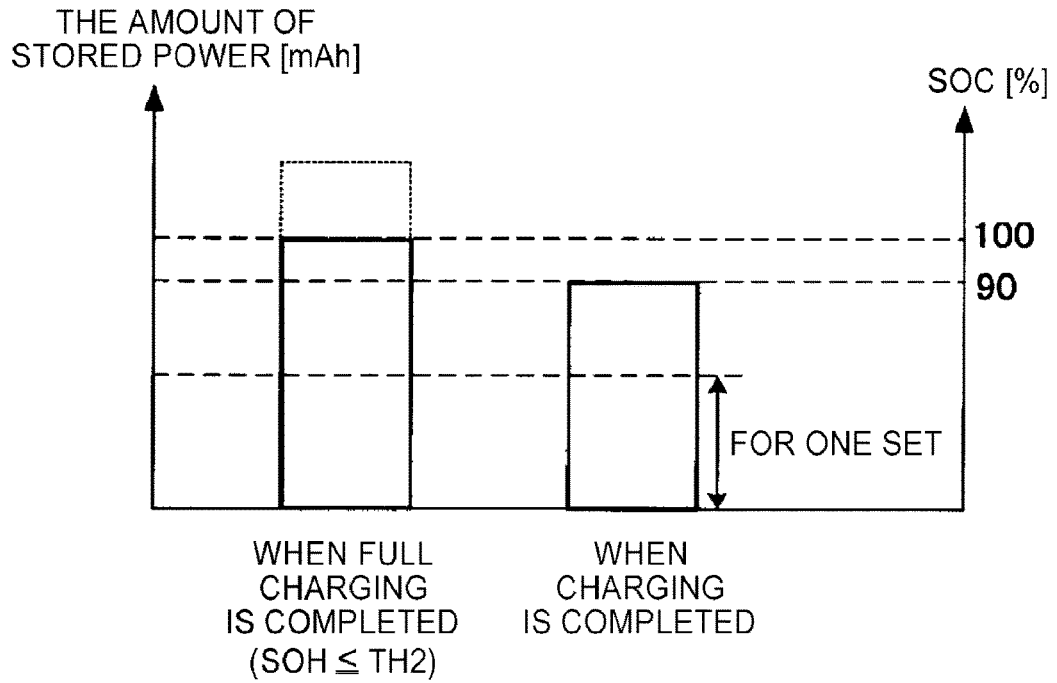 THE AMOUNT OF
STORED POWER [mAh]
SOC [%]
100
90
FOR ONE SET
WHEN FULL
CHARGING
IS COMPLETED
(SOH ≦ TH2)
WHEN
CHARGING
IS COMPLETED